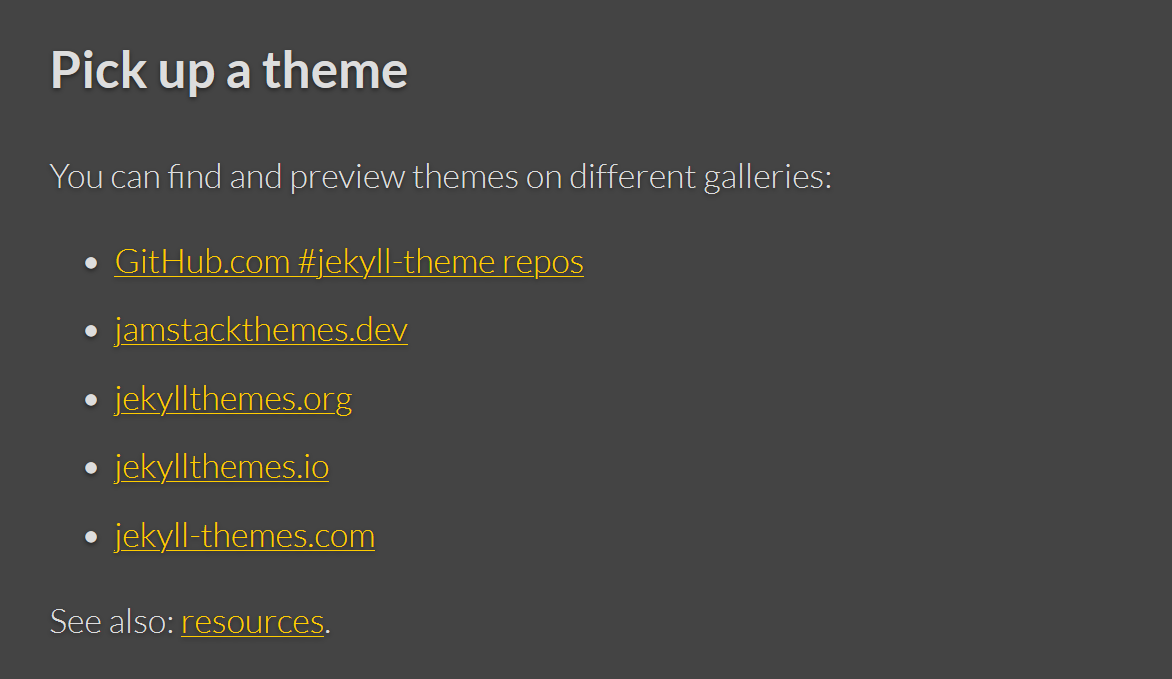 Pick up a theme
You can find and preview themes on different galleries:
GitHub.com #jekyll-theme repos
jamstackthemes.dev
jekyllthemes.org
jekyllthemes.io
jekyll-themes.com
See also: resources.